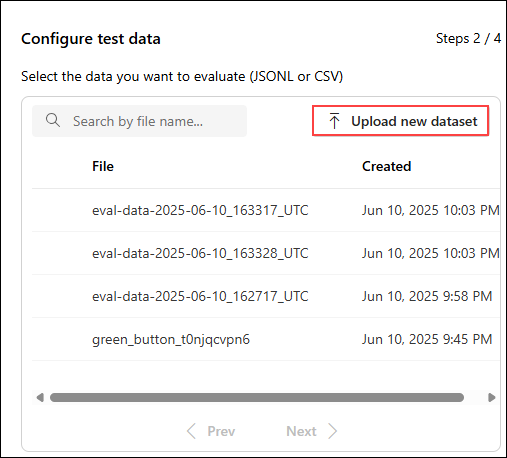 Configure test data Steps 2 / 4
Select the data you want to evaluate (JSONL or CSV)
Search by file name... Upload new dataset
File Created
eval-data-2025-06-10_163317_UTC Jun 10, 2025 10:03 PM
eval-data-2025-06-10_163328_UTC Jun 10, 2025 10:03 PM
eval-data-2025-06-10_162717_UTC Jun 10, 2025 9:58 PM
green_button_t0njqcvpn6 Jun 10, 2025 9:45 PM
Prev Next